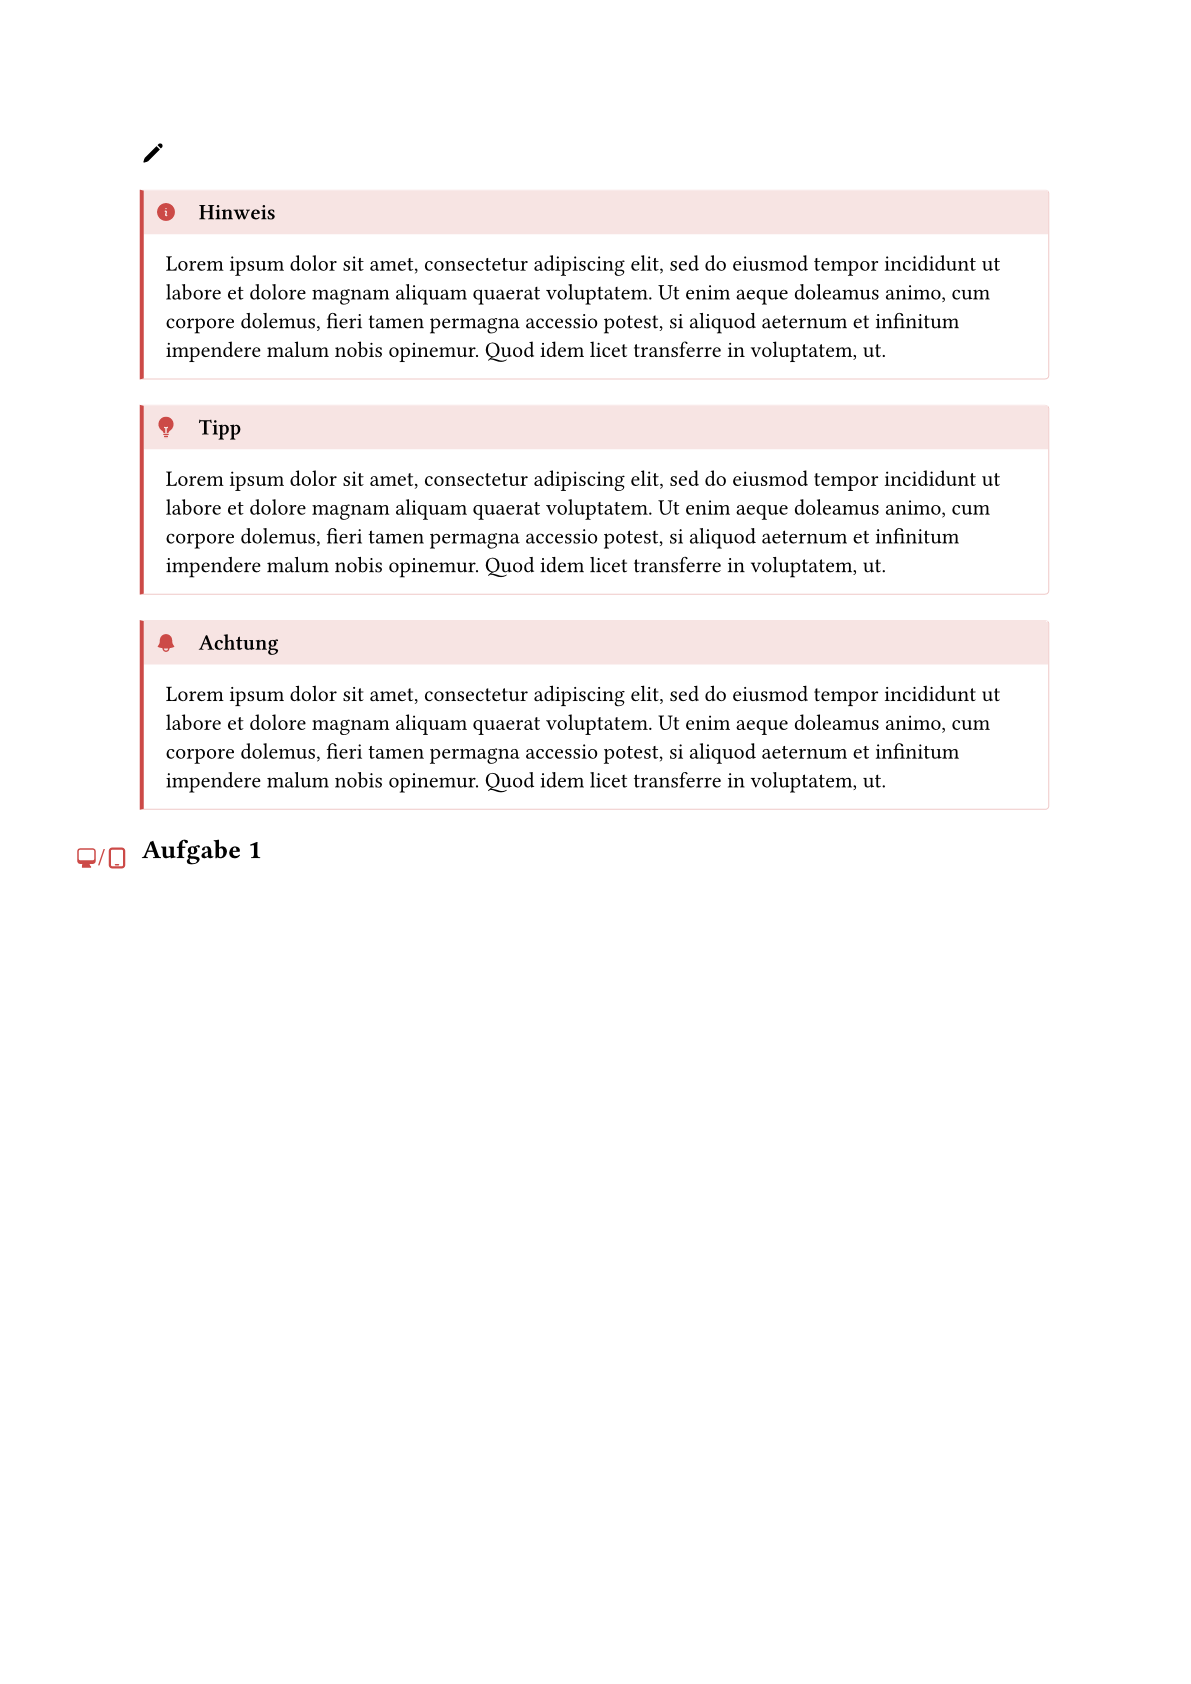 Hinweis
Lorem ipsum dolor sit amet, consectetur adipiscing elit, sed do eiusmod tempor incididunt ut
labore et dolore magnam aliquam quaerat voluptatem. Ut enim aeque doleamus animo, cum
corpore dolemus, fieri tamen permagna accessio potest, si aliquod aeternum et infinitum
impendere malum nobis opinemur. Quod idem licet transferre in voluptatem, ut.
Tipp
Lorem ipsum dolor sit amet, consectetur adipiscing elit, sed do eiusmod tempor incididunt ut
labore et dolore magnam aliquam quaerat voluptatem. Ut enim aeque doleamus animo, cum
corpore dolemus, fieri tamen permagna accessio potest, si aliquod aeternum et infinitum
impendere malum nobis opinemur. Quod idem licet transferre in voluptatem, ut.
Achtung
Lorem ipsum dolor sit amet, consectetur adipiscing elit, sed do eiusmod tempor incididunt ut
labore et dolore magnam aliquam quaerat voluptatem. Ut enim aeque doleamus animo, cum
corpore dolemus, fieri tamen permagna accessio potest, si aliquod aeternum et infinitum
impendere malum nobis opinemur. Quod idem licet transferre in voluptatem, ut.
/ Aufgabe 1